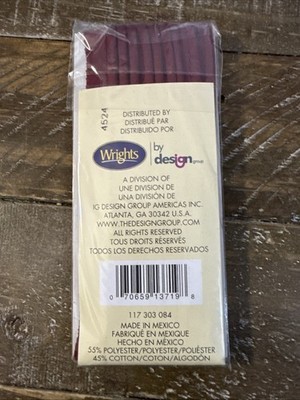 4524
DISTRIBUTED BY
DISTRIBUÉ PAR
DISTRIBUIDO POR
Wrights by design group
A DIVISION OF
UNE DIVISION DE
UNA DIVISIÓN DE
IG DESIGN GROUP AMERICAS INC.
ATLANTA, GA 30342 U.S.A.
WWW.THEDESIGNGROUP.COM
ALL RIGHTS RESERVED
TOUS DROITS RÉSERVÉS
TODOS LOS DERECHOS RESERVADOS
0 70659 13719 8
117 303 084
MADE IN MEXICO
FABRIQUÉ EN MEXIQUE
HECHO EN MÉXICO
55% POLYESTER/POLYESTER/POLIÉSTER
45% COTTON/COTON/ALGODÓN